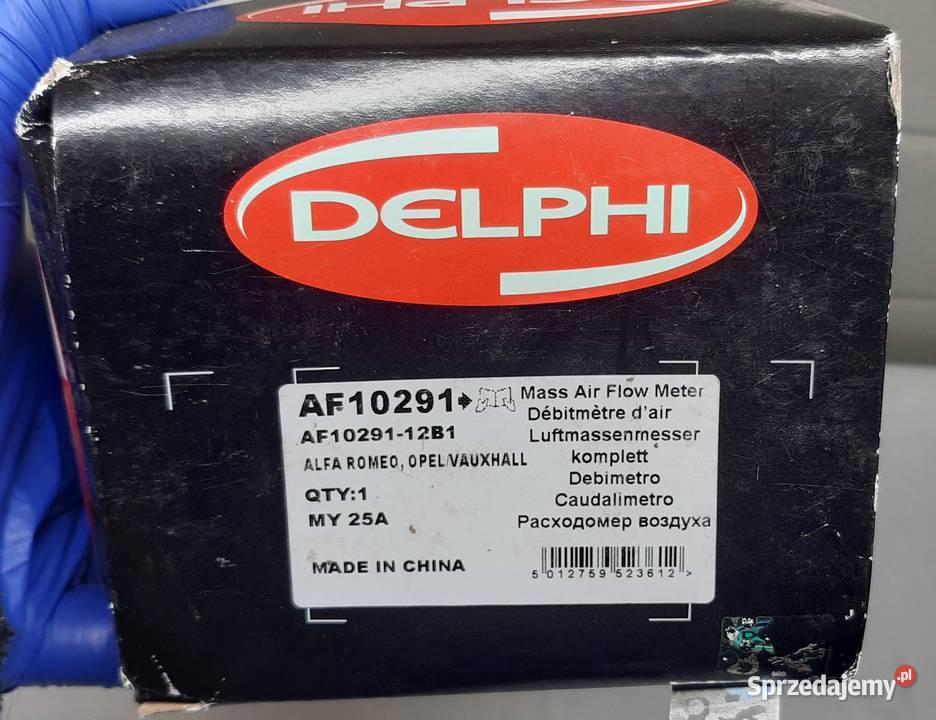 DELPHI
DELPHI
AF10291
AF10291-12B1
ALFA ROMEO, OPEL/VAUXHALL
QTY:1
MY 25A
MADE IN CHINA
Mass Air Flow Meter
Débitmètre d'air
Luftmassenmesser
komplett
Debimetro
Caudalimetro
Расходомер воздуха
5 012759 523612 >
Sprzedajemy.pl